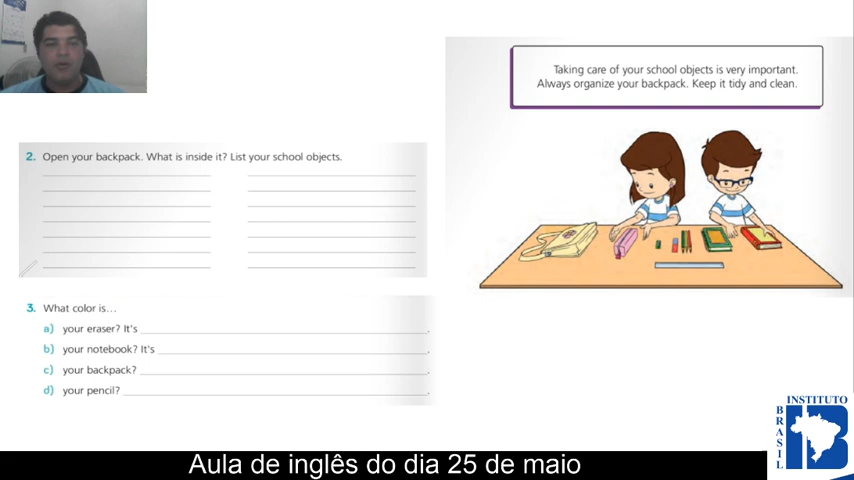 Taking care of your school objects is very important.
Always organize your backpack. Keep it tidy and clean.
2. Open your backpack. What is inside it? List your school objects.
3. What color is...
a) your eraser? It's
b) your notebook? It's
c) your backpack?
d) your pencil?
INSTITUTO
BRASIL
IB
Aula de inglês do dia 25 de maio